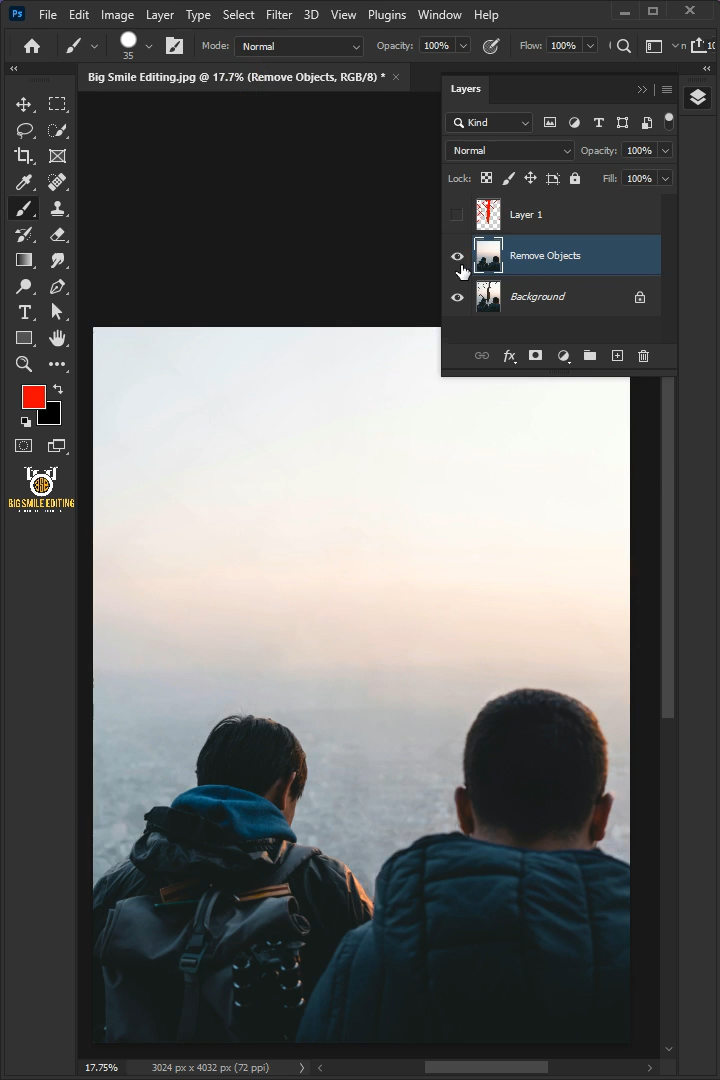 Ps File Edit Image Layer Type Select Filter 3D View Plugins Window Help
35 Mode: Normal Opacity: 100% Flow: 100%
Big Smile Editing.jpg @ 17.7% (Remove Objects, RGB/8) *
Layers
Kind
Normal Opacity: 100%
Lock: Fill: 100%
Layer 1
Remove Objects
Background
fx
BIG SMILE EDITING
17.75% 3024 px x 4032 px (72 ppi)